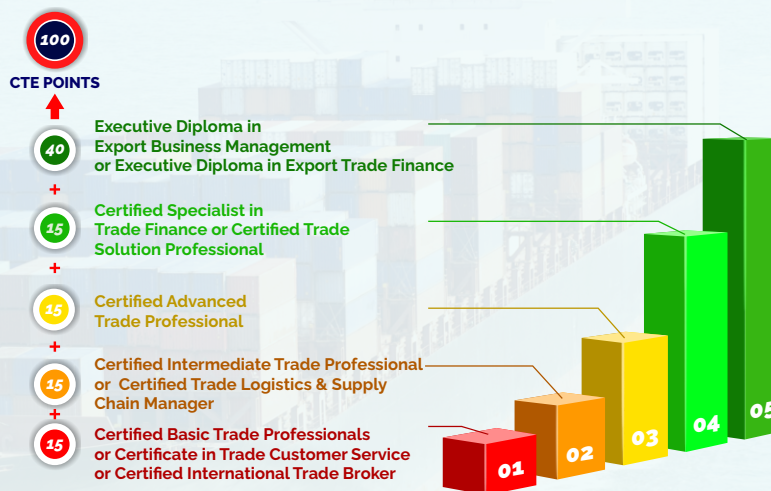 100
CTE POINTS
40
Executive Diploma in
Export Business Management
or Executive Diploma in Export Trade Finance
+
15
Certified Specialist in
Trade Finance or Certified Trade
Solution Professional
+
15
Certified Advanced
Trade Professional
+
15
Certified Intermediate Trade Professional
or Certified Trade Logistics & Supply
Chain Manager
+
15
Certified Basic Trade Professionals
or Certificate in Trade Customer Service
or Certified International Trade Broker
01
02
03
04
05